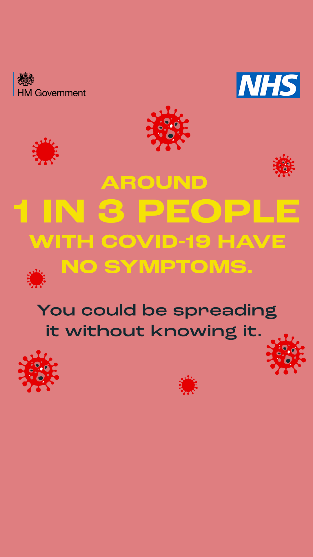 HM Government
NHS
AROUND
1 IN 3 PEOPLE
WITH COVID-19 HAVE
NO SYMPTOMS.
You could be spreading
it without knowing it.